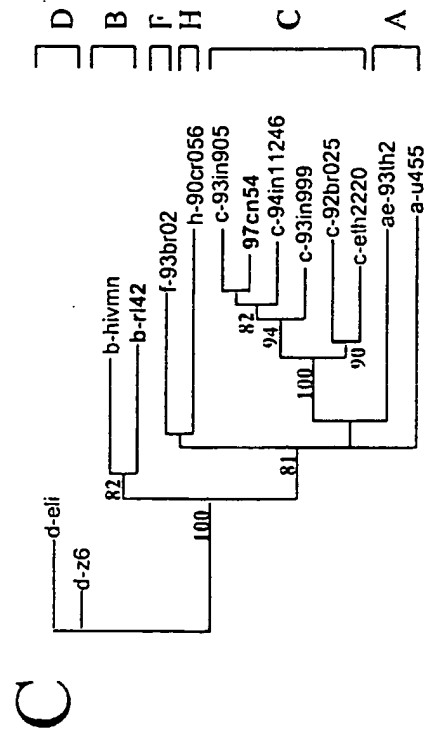 C
D
B
F
H
C
A
d-eli
d-z6
b-hivmn
b-rl42
f-93br02
h-90cr056
c-93in905
97cn54
c-94in11246
c-93in999
c-92br025
c-eth2220
ae-93th2
a-u455
82
100
81
82
94
100
90